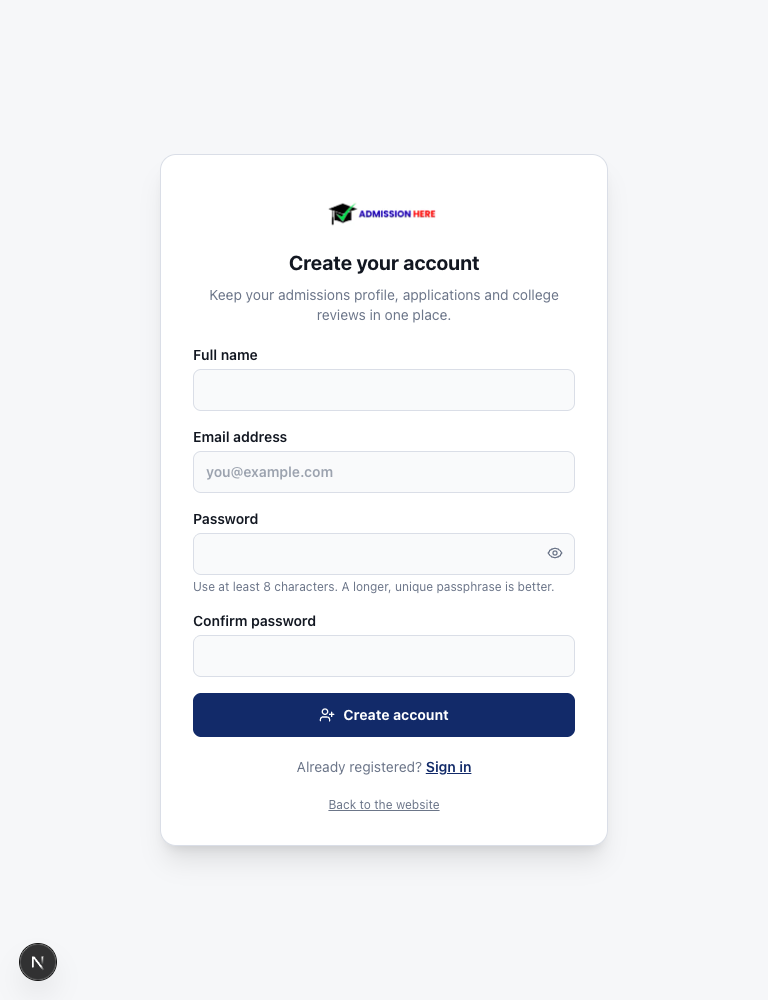 ADMISSION HERE
Create your account
Keep your admissions profile, applications and college
reviews in one place.
Full name
Email address
you@example.com
Password
Use at least 8 characters. A longer, unique passphrase is better.
Confirm password
Create account
Already registered? Sign in
Back to the website
N